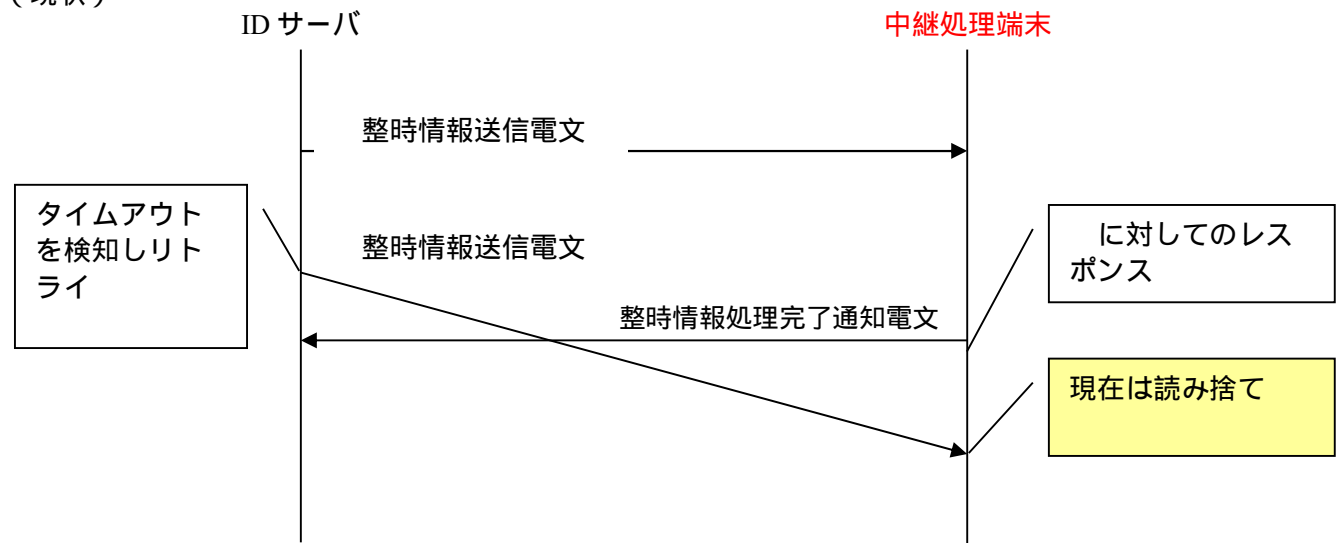 (現状)
ID サーバ
中継処理端末
整時情報送信電文
タイムアウト
を検知しリト
ライ
整時情報送信電文
に対してのレス
ポンス
整時情報処理完了通知電文
現在は読み捨て